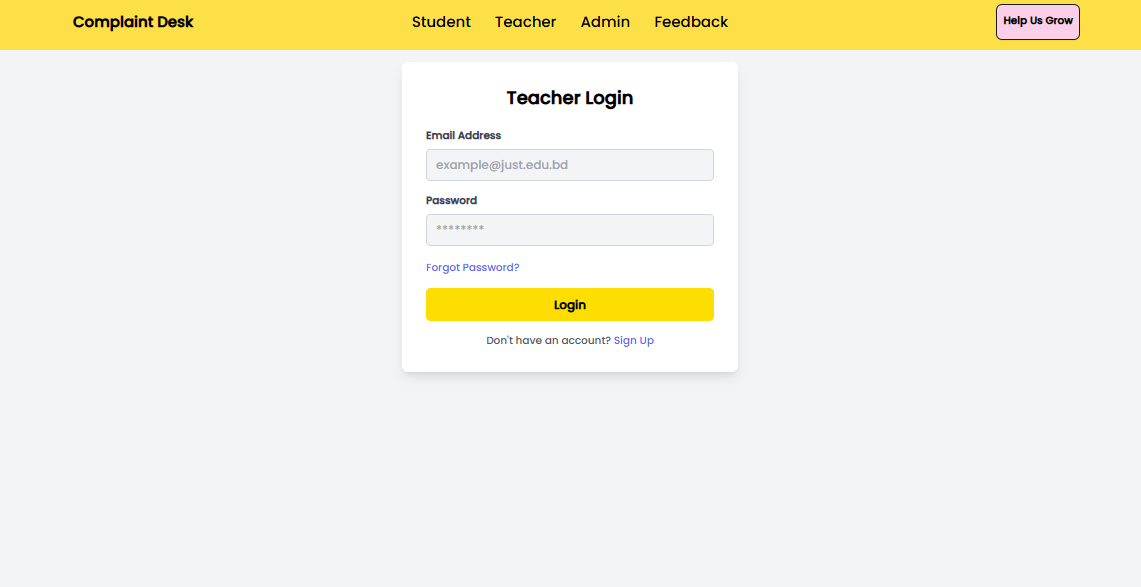 Complaint Desk
Student Teacher Admin Feedback
Help Us Grow
Teacher Login
Email Address
example@just.edu.bd
Password
********
Forgot Password?
Login
Don't have an account? Sign Up